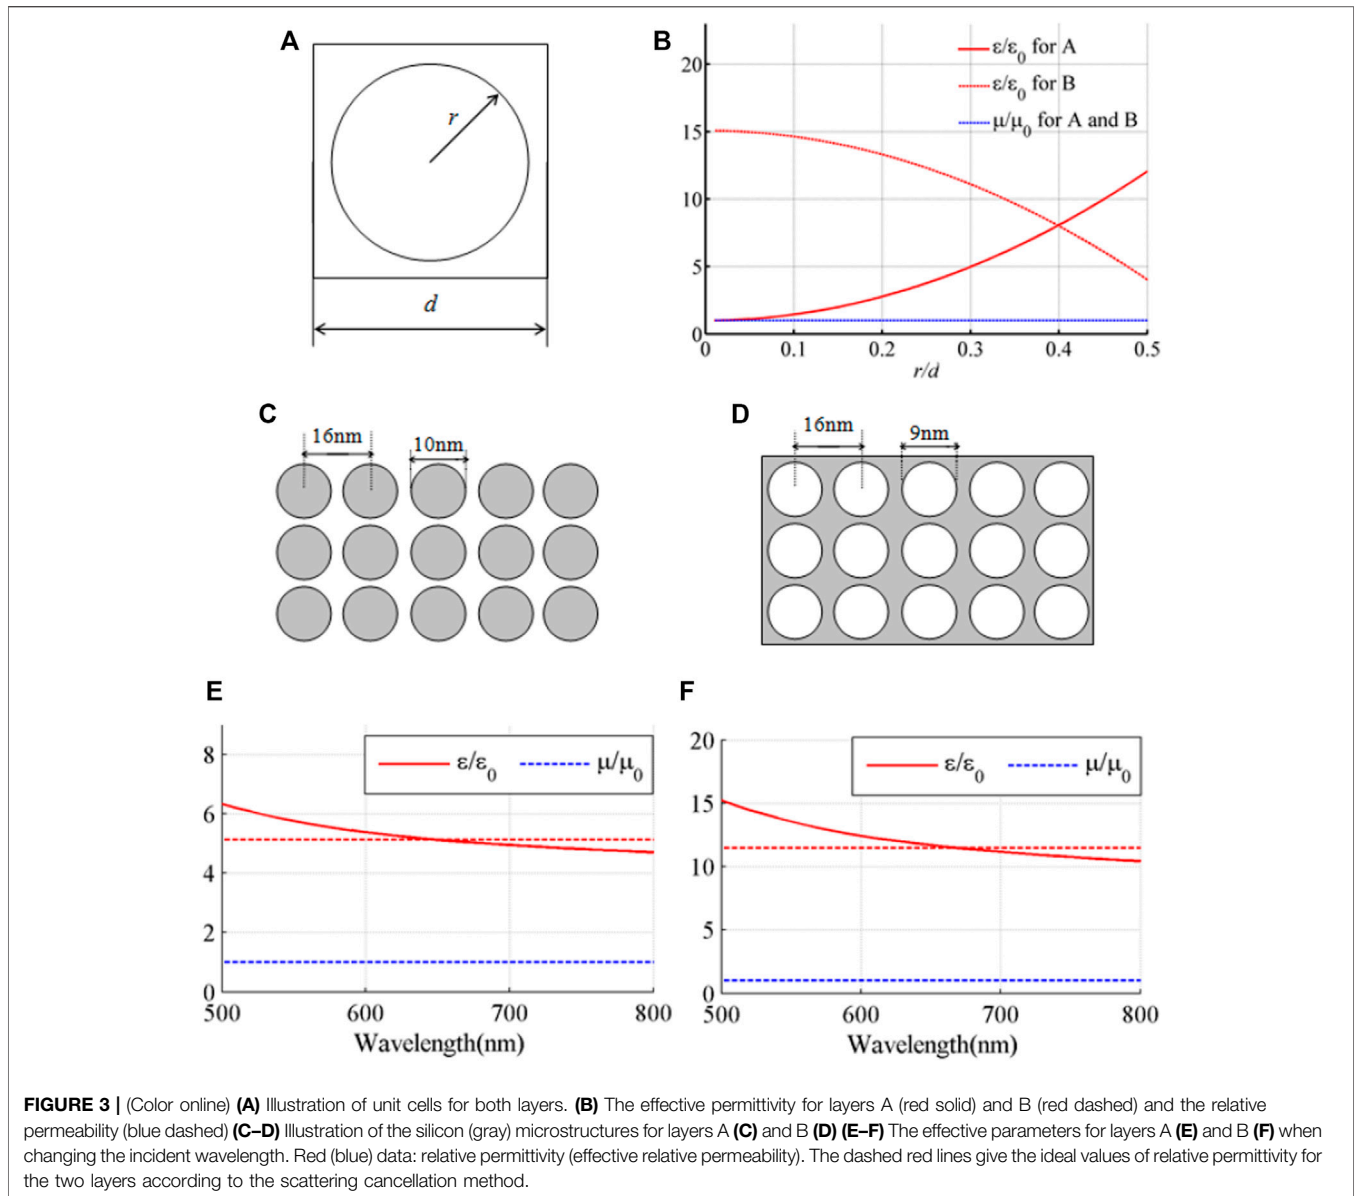 A
r
d
B
20
15
10
5
0
ε/ε0 for A
ε/ε0 for B
μ/μ0 for A and B
0 0.1 0.2 0.3 0.4 0.5
r/d
C
16nm
10nm
D
16nm
9nm
E
8
6
4
2
0
ε/ε0 μ/μ0
500 600 700 800
Wavelength(nm)
F
20
15
10
5
0
ε/ε0 μ/μ0
500 600 700 800
Wavelength(nm)
FIGURE 3 | (Color online) (A) Illustration of unit cells for both layers. (B) The effective permittivity for layers A (red solid) and B (red dashed) and the relative
permeability (blue dashed) (C–D) Illustration of the silicon (gray) microstructures for layers A (C) and B (D) (E–F) The effective parameters for layers A (E) and B (F) when
changing the incident wavelength. Red (blue) data: relative permittivity (effective relative permeability). The dashed red lines give the ideal values of relative permittivity for
the two layers according to the scattering cancellation method.